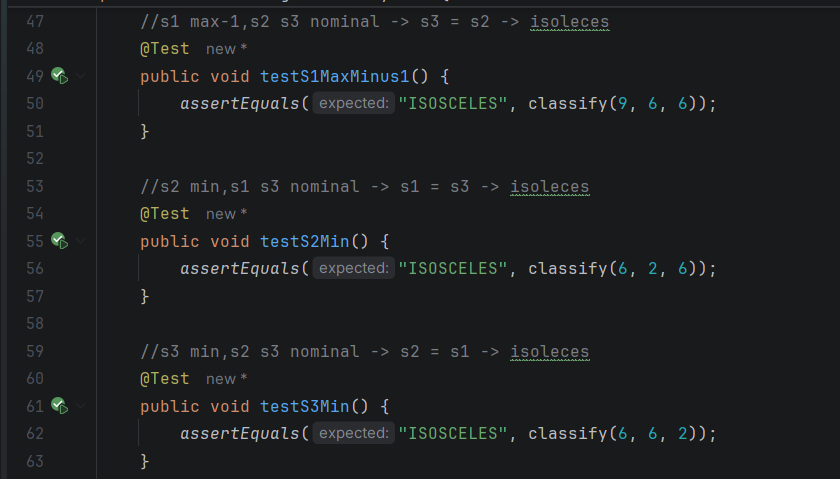 47 //s1 max-1,s2 s3 nominal -> s3 = s2 -> isoleces
48 @Test new *
49 public void testS1MaxMinus1() {
50 assertEquals( expected: "ISOSCELES", classify(9, 6, 6));
51 }
52
53 //s2 min,s1 s3 nominal -> s1 = s3 -> isoleces
54 @Test new *
55 public void testS2Min() {
56 assertEquals( expected: "ISOSCELES", classify(6, 2, 6));
57 }
58
59 //s3 min,s2 s3 nominal -> s2 = s1 -> isoleces
60 @Test new *
61 public void testS3Min() {
62 assertEquals( expected: "ISOSCELES", classify(6, 6, 2));
63 }